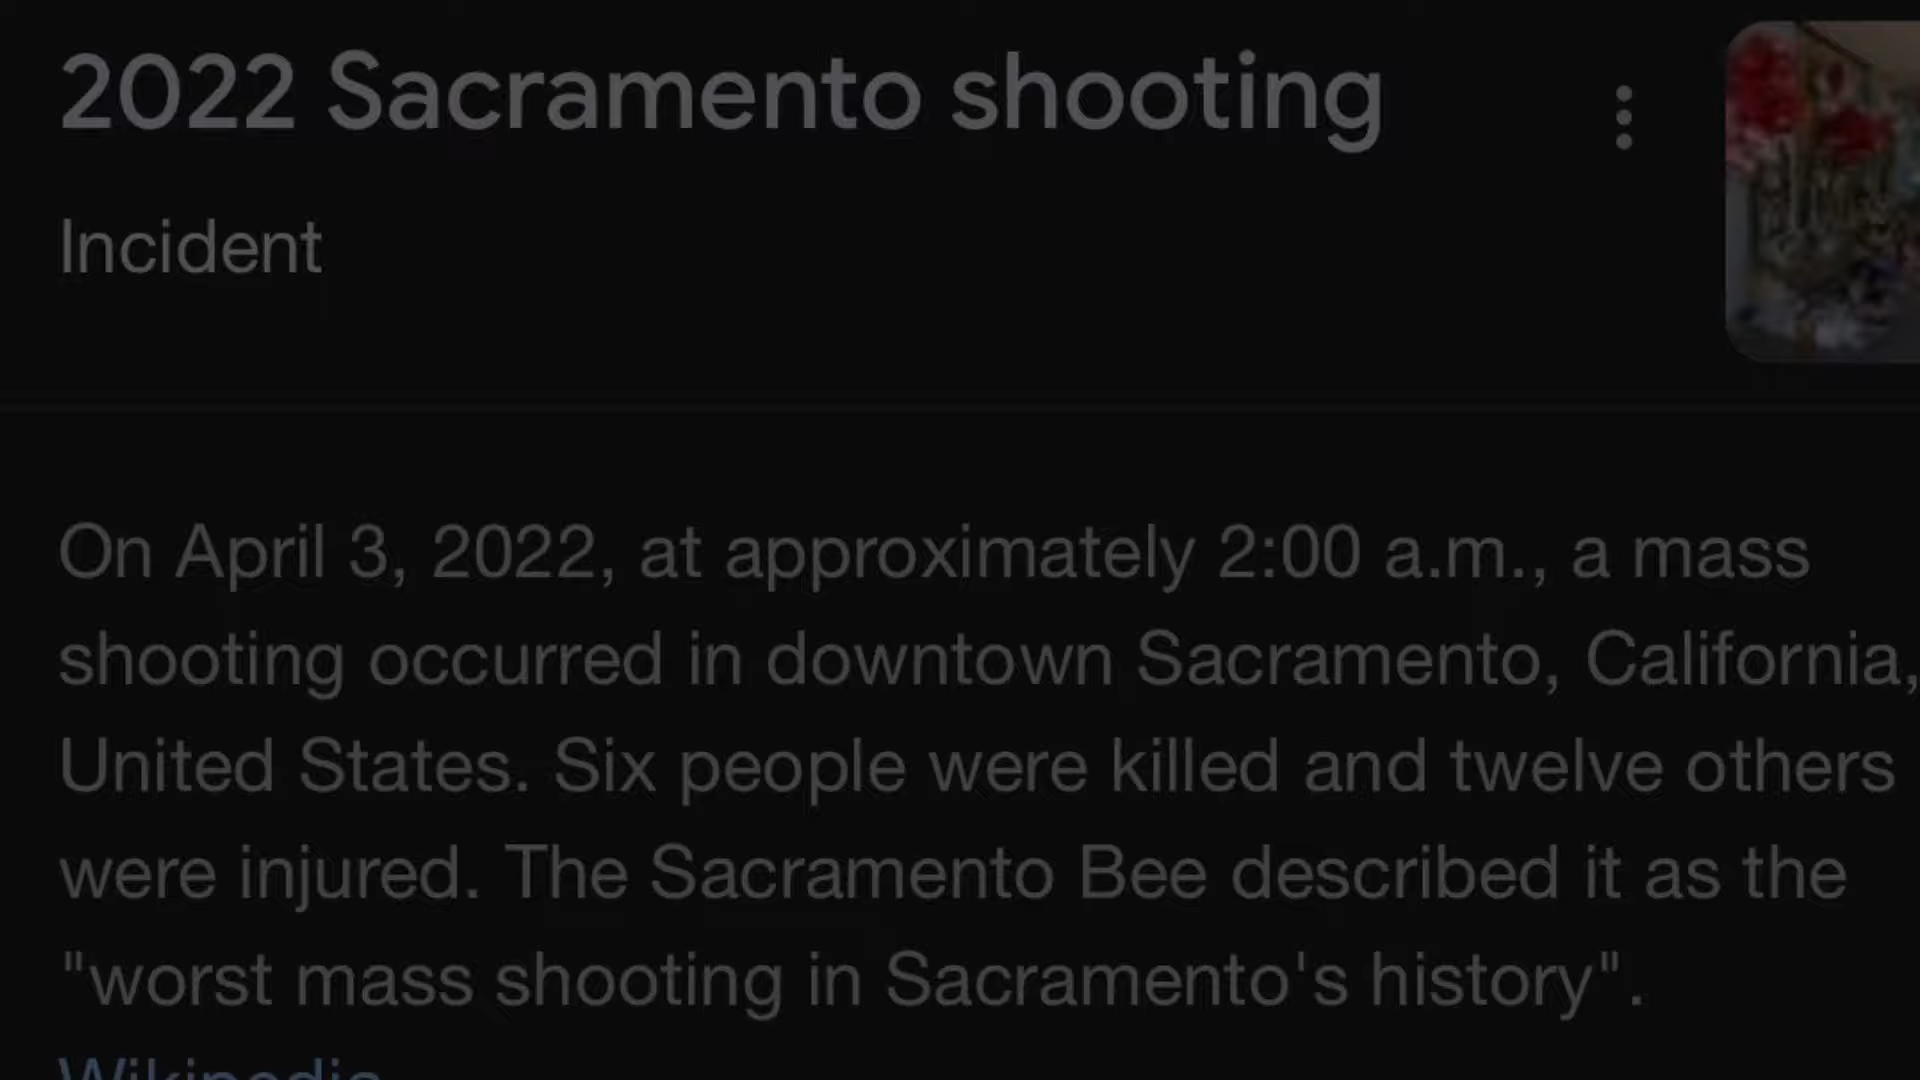 2022 Sacramento shooting
Incident
On April 3, 2022, at approximately 2:00 a.m., a mass
shooting occurred in downtown Sacramento, California,
United States. Six people were killed and twelve others
were injured. The Sacramento Bee described it as the
"worst mass shooting in Sacramento's history".
Wikipedia